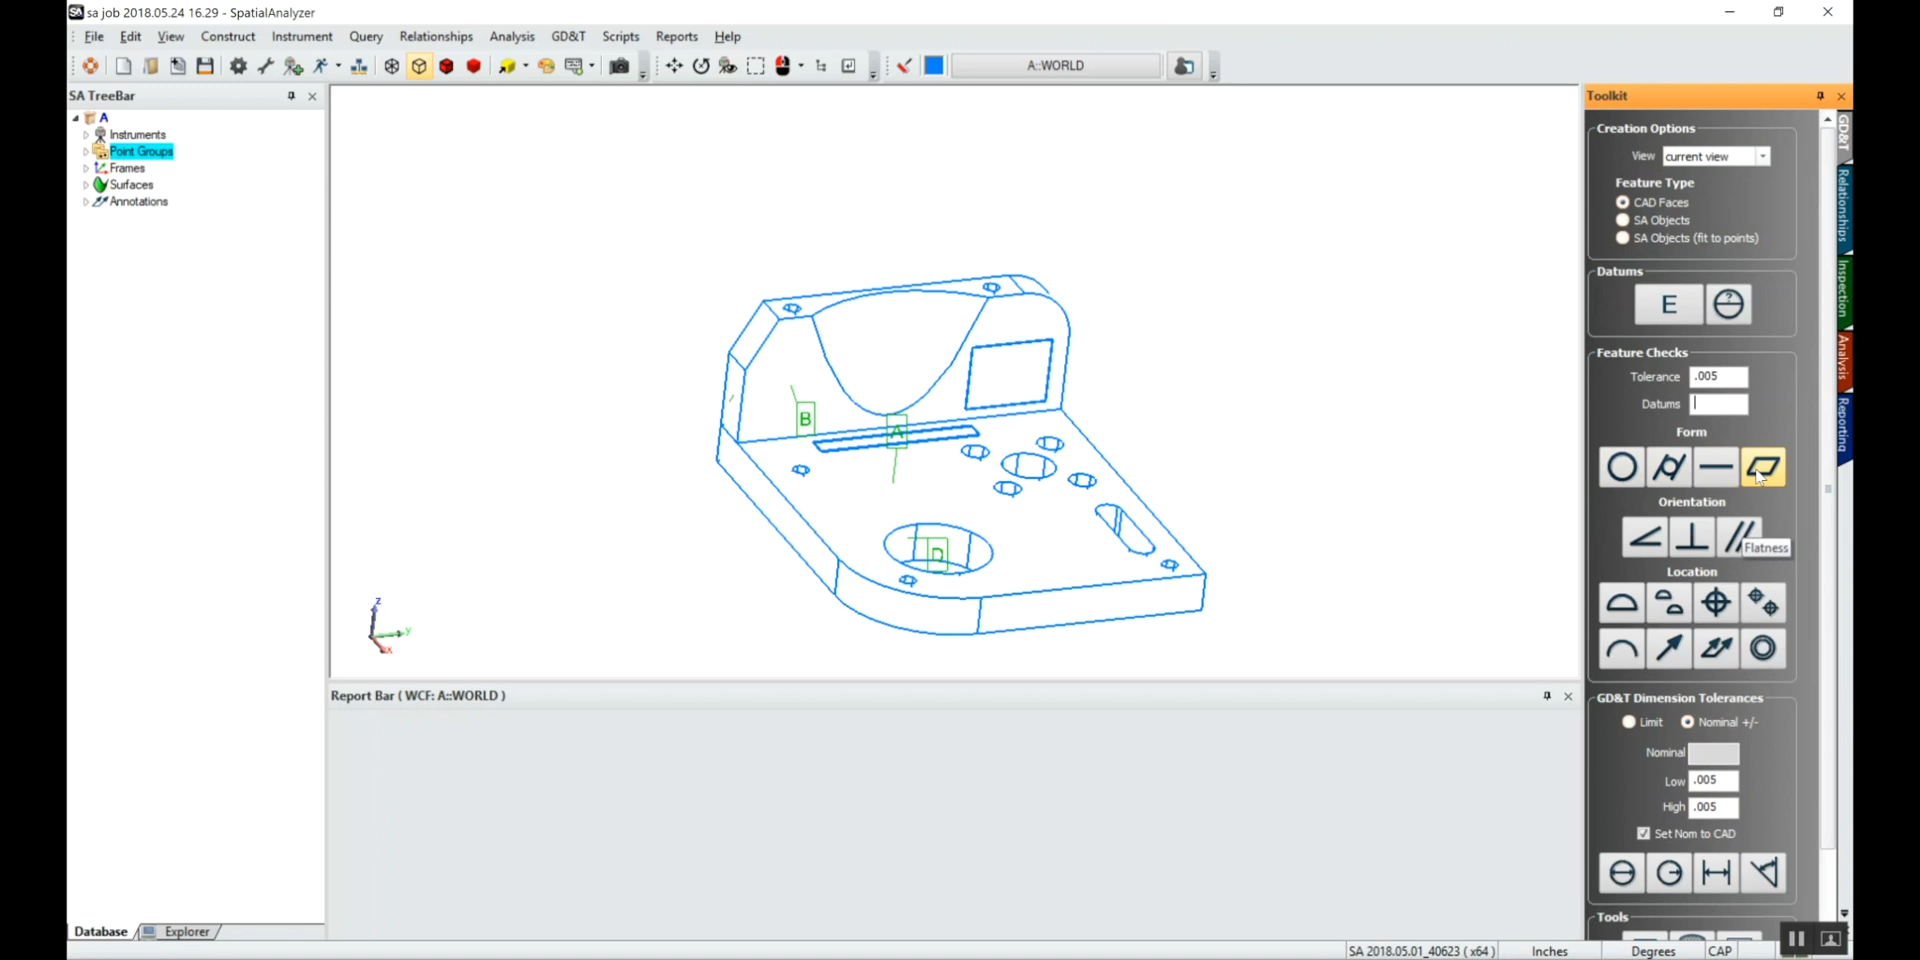 sa job 2018.05.24 16.29 - SpatialAnalyzer
File Edit View Construct Instrument Query Relationships Analysis GD&T Scripts Reports Help
A::WORLD
SA TreeBar
A
Instruments
Point Groups
Frames
Surfaces
Annotations
Database
Explorer
B
A
D
z
y
x
Report Bar ( WCF: A::WORLD )
Toolkit
Creation Options
View current view
Feature Type
CAD Faces
SA Objects
SA Objects (fit to points)
Datums
E
?
Feature Checks
Tolerance .005
Datums
Form
Orientation
Flatness
Location
GD&T Dimension Tolerances
Limit Nominal +/-
Nominal
Low .005
High .005
Set Nom to CAD
Tools
GD&T
Relationships
Inspection
Analysis
Reporting
SA 2018.05.01_40623 ( x64 ) Inches Degrees CAP